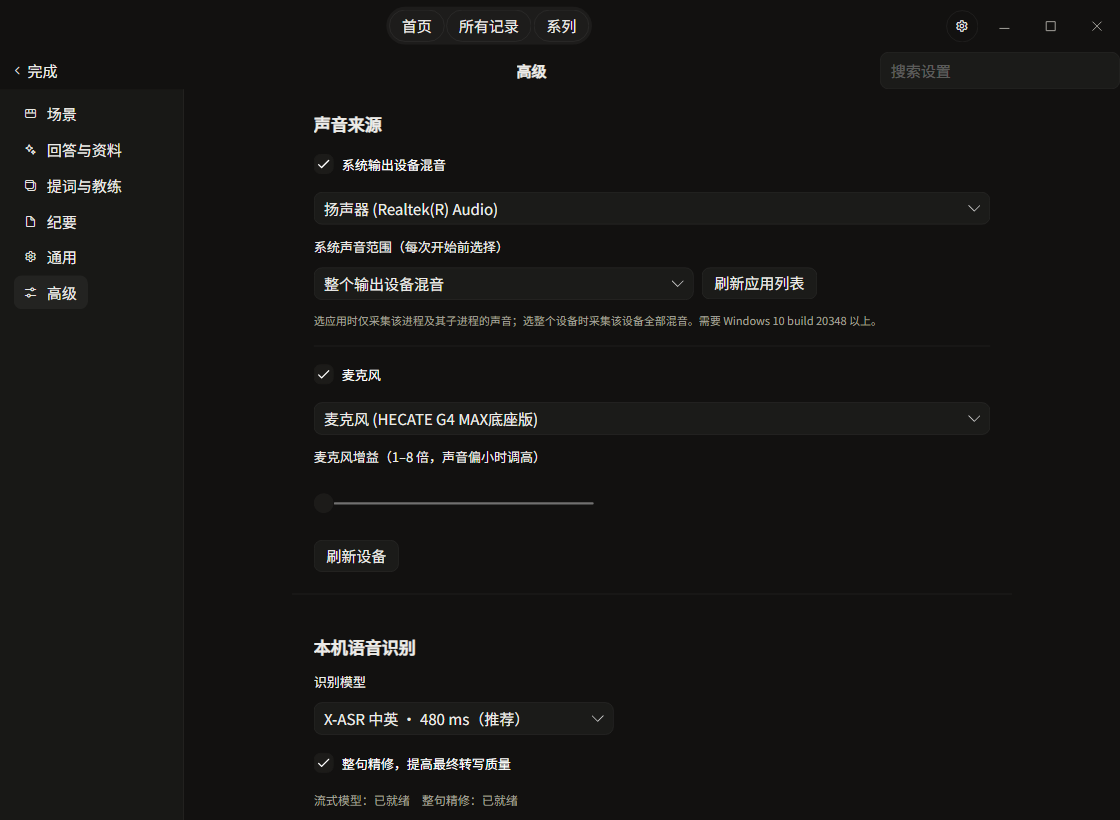 首页 所有记录 系列
完成
高级
搜索设置
场景
回答与资料
提词与教练
纪要
通用
高级
声音来源
系统输出设备混音
扬声器 (Realtek(R) Audio)
系统声音范围（每次开始前选择）
整个输出设备混音
刷新应用列表
选应用时仅采集该进程及其子进程的声音；选整个设备时采集该设备全部混音。需要 Windows 10 build 20348 以上。
麦克风
麦克风 (HECATE G4 MAX底座版)
麦克风增益（1–8 倍，声音偏小时调高）
刷新设备
本机语音识别
识别模型
X-ASR 中英 · 480 ms（推荐）
整句精修，提高最终转写质量
流式模型：已就绪 整句精修：已就绪